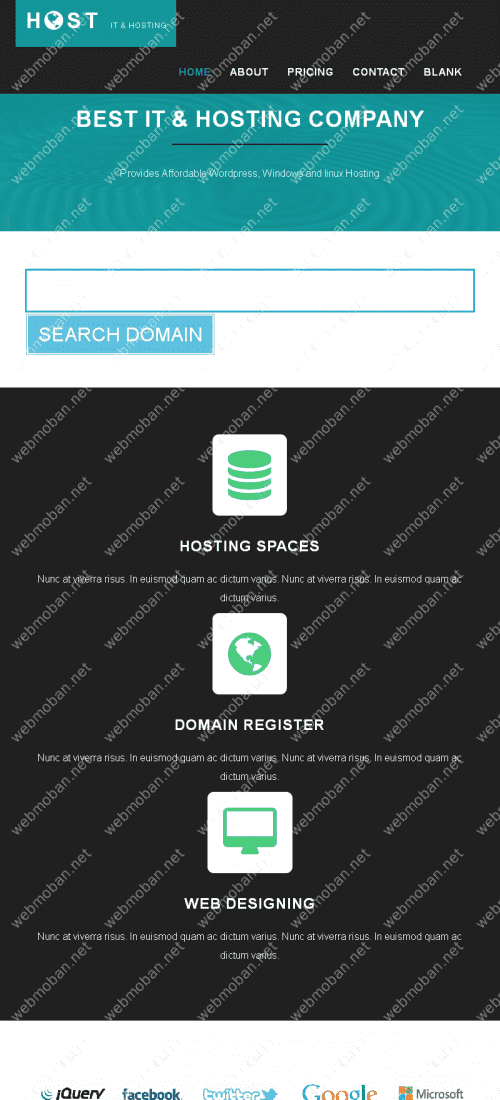 HOST IT & HOSTING
HOME ABOUT PRICING CONTACT BLANK
BEST IT & HOSTING COMPANY
Provides Affordable Wordpress, Windows and linux Hosting
SEARCH DOMAIN
HOSTING SPACES
Nunc at viverra risus. In euismod quam ac dictum varius. Nunc at viverra risus. In euismod quam ac
dictum varius.
DOMAIN REGISTER
Nunc at viverra risus. In euismod quam ac dictum varius. Nunc at viverra risus. In euismod quam ac
dictum varius.
WEB DESIGNING
Nunc at viverra risus. In euismod quam ac dictum varius. Nunc at viverra risus. In euismod quam ac
dictum varius.
jQuery facebook twitter Google Microsoft
webmoban.net